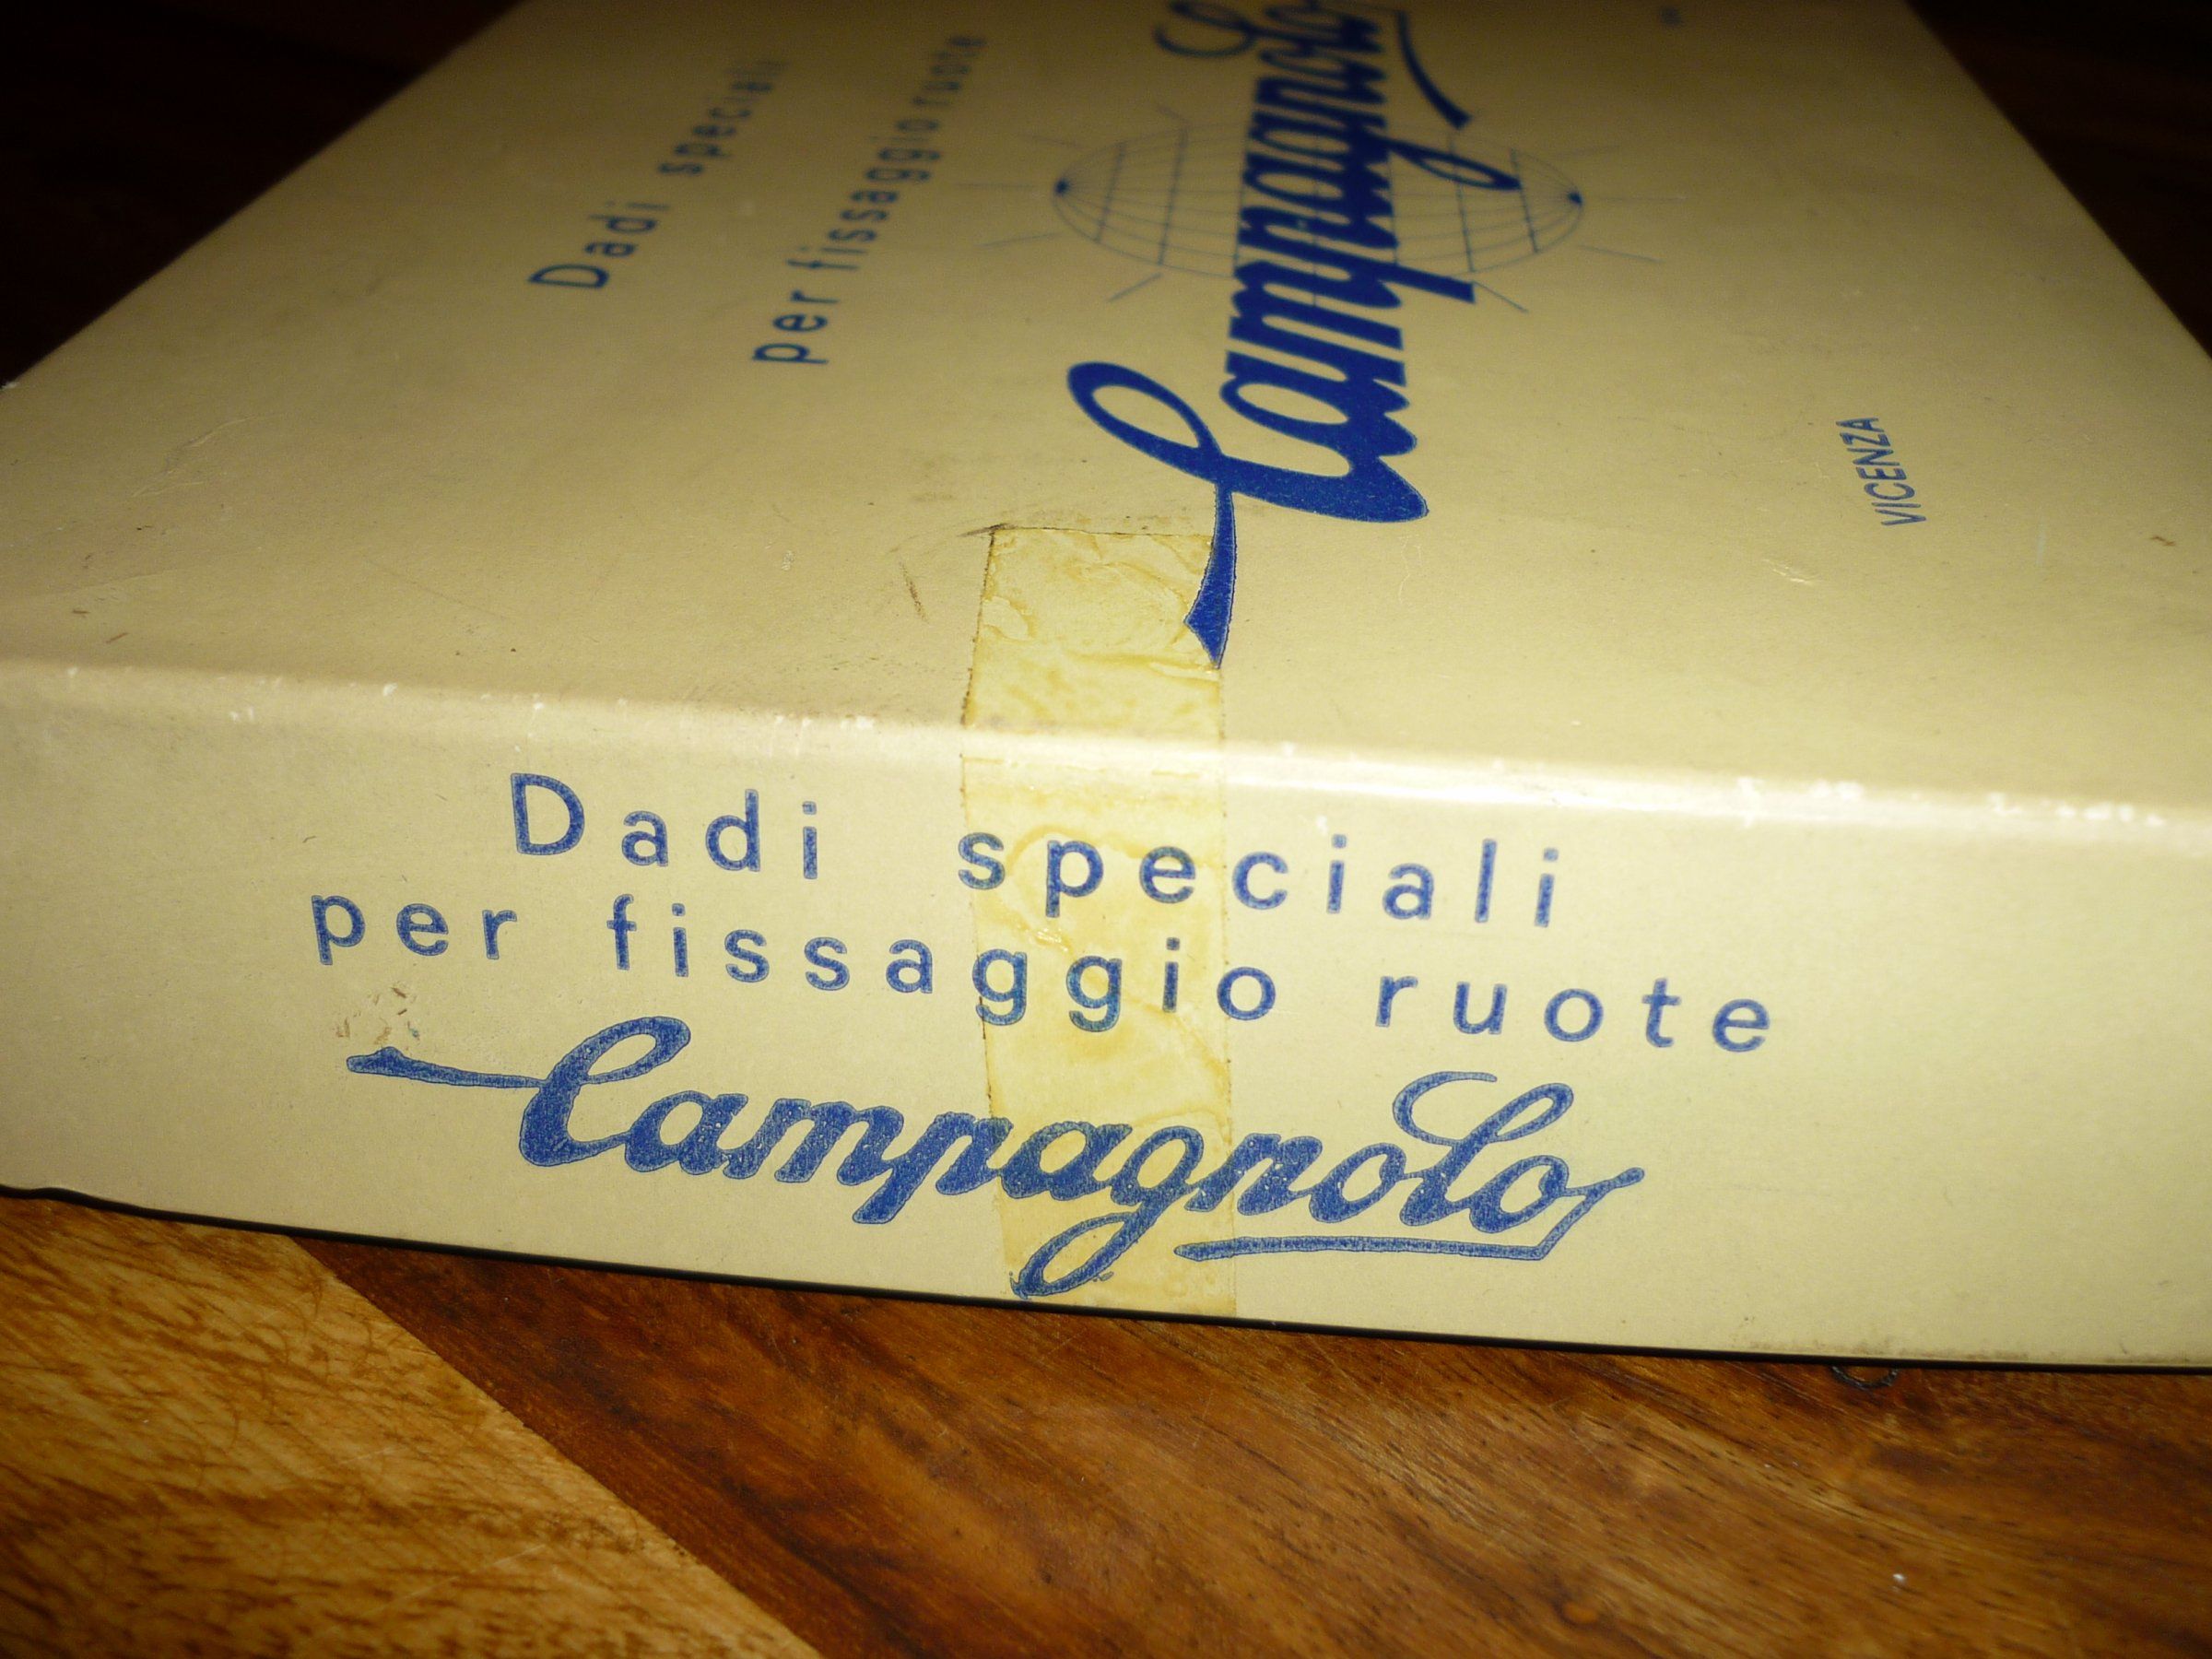 Dadi speciali
per fissaggio ruote
Campagnolo
VICENZA
Dadi speciali
per fissaggio ruote
Campagnolo